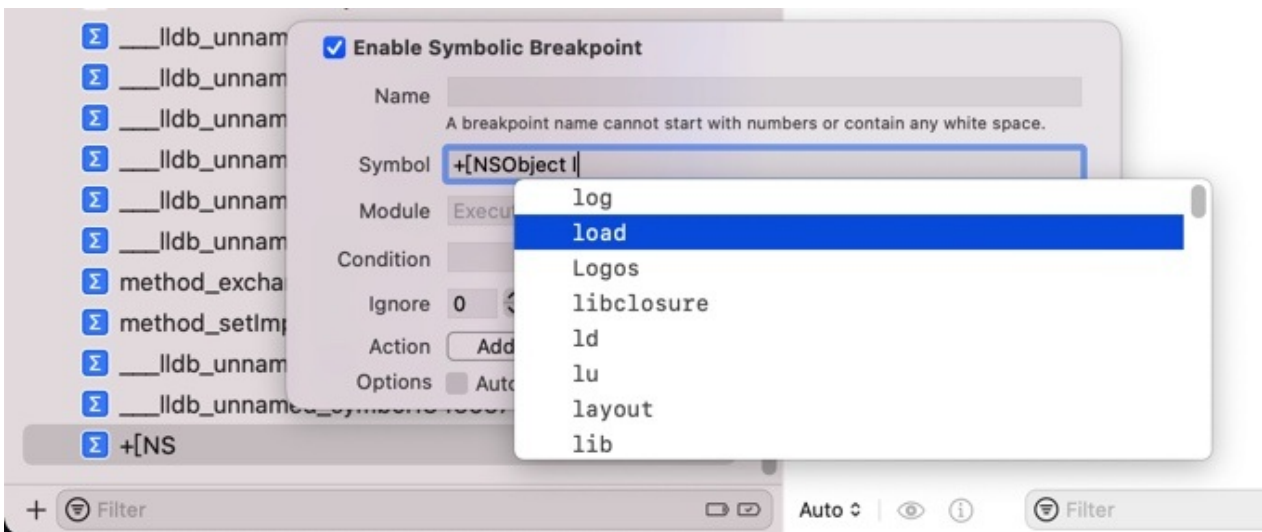 ___lldb_unnam
___lldb_unnam
___lldb_unnam
___lldb_unnam
___lldb_unnam
___lldb_unnam
method_excha
method_setImp
___lldb_unnam
___lldb_unnamed_symbol
+[NS
Enable Symbolic Breakpoint
Name
A breakpoint name cannot start with numbers or contain any white space.
Symbol +[NSObject l
Module Execu
Condition
Ignore 0
Action Add
Options Auto
log
load
Logos
libclosure
ld
lu
layout
lib
+ Filter
Auto Filter